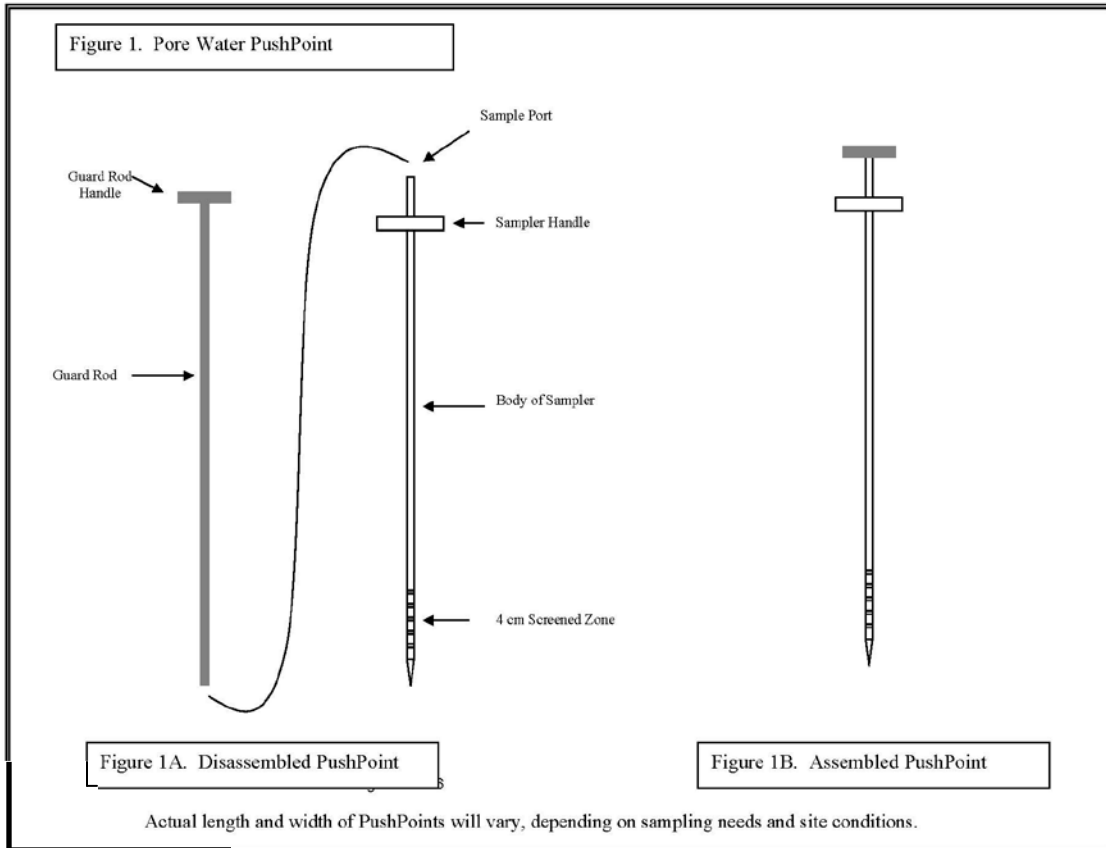 Figure 1. Pore Water PushPoint
Sample Port
Guard Rod
Handle
Sampler Handle
Guard Rod
Body of Sampler
4 cm Screened Zone
Figure 1A. Disassembled PushPoint
Figure 1B. Assembled PushPoint
Actual length and width of PushPoints will vary, depending on sampling needs and site conditions.